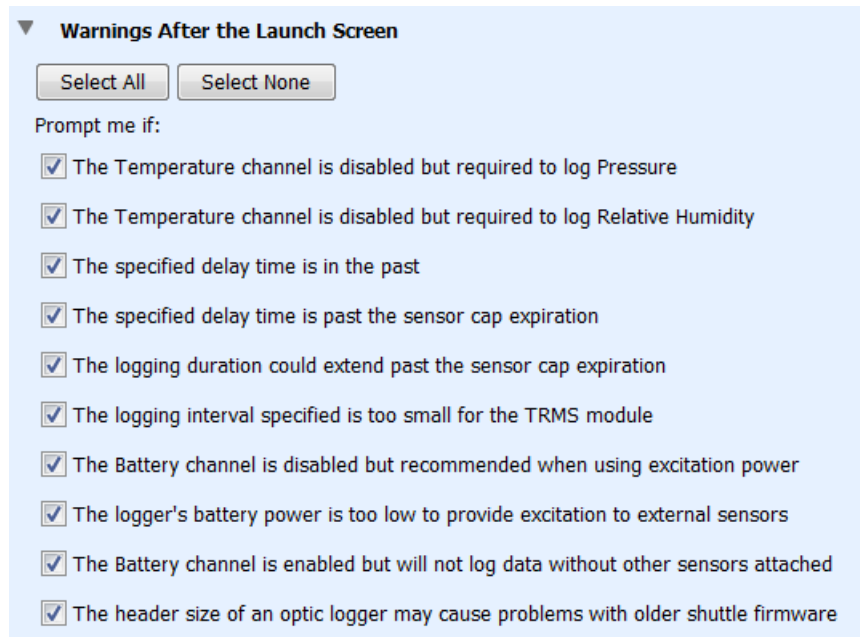 Warnings After the Launch Screen
Select All Select None
Prompt me if:
The Temperature channel is disabled but required to log Pressure
The Temperature channel is disabled but required to log Relative Humidity
The specified delay time is in the past
The specified delay time is past the sensor cap expiration
The logging duration could extend past the sensor cap expiration
The logging interval specified is too small for the TRMS module
The Battery channel is disabled but recommended when using excitation power
The logger's battery power is too low to provide excitation to external sensors
The Battery channel is enabled but will not log data without other sensors attached
The header size of an optic logger may cause problems with older shuttle firmware